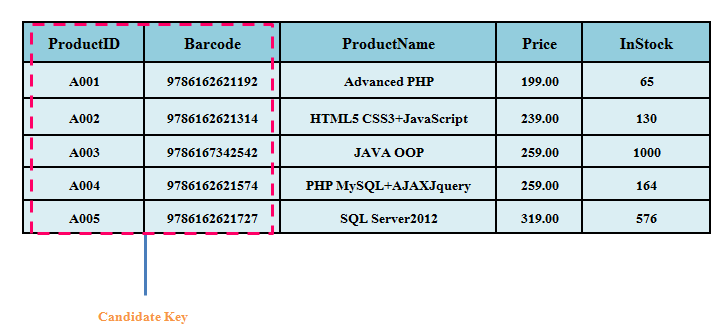 ProductID Barcode ProductName Price InStock
A001 9786162621192 Advanced PHP 199.00 65
A002 9786162621314 HTML5 CSS3+JavaScript 239.00 130
A003 9786167342542 JAVA OOP 259.00 1000
A004 9786162621574 PHP MySQL+AJAXJquery 259.00 164
A005 9786162621727 SQL Server2012 319.00 576
Candidate Key